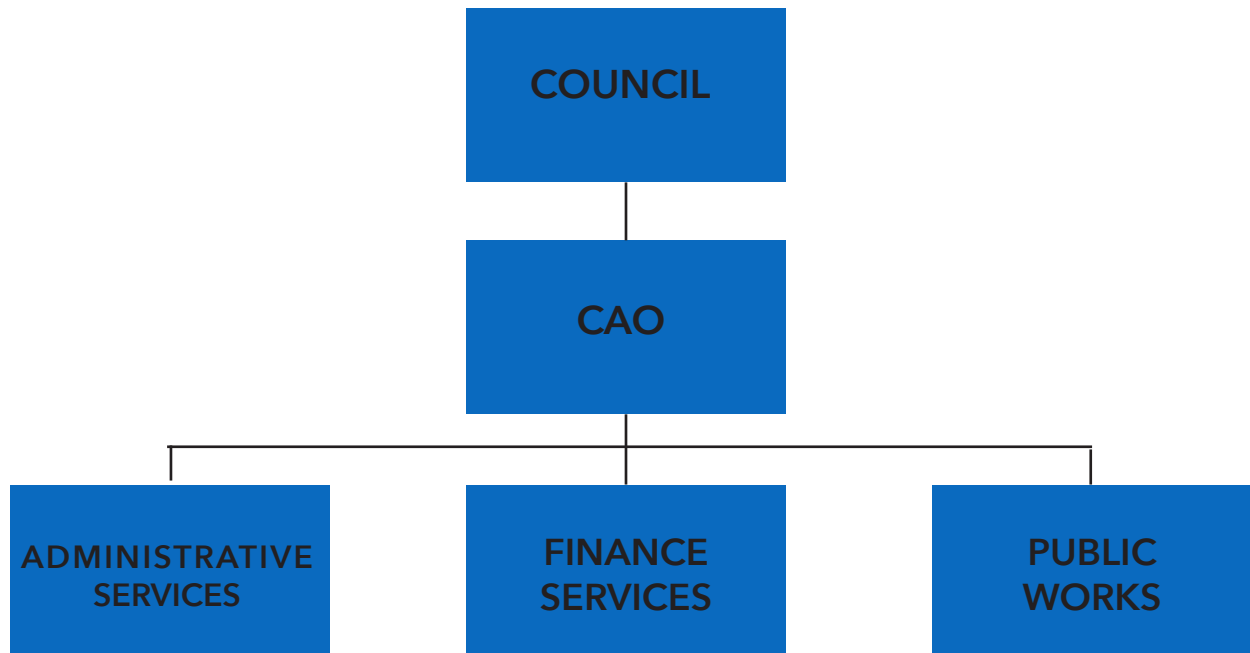 COUNCIL
CAO
ADMINISTRATIVE
SERVICES
FINANCE
SERVICES
PUBLIC
WORKS